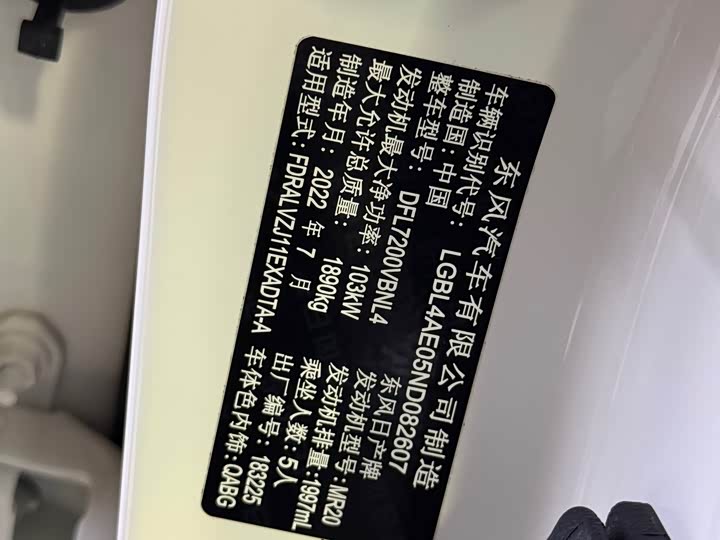 东风汽车有限公司制造
车辆识别代号: LGBL4AE05ND082607
制造国: 中国 东风日产牌
整车型号: DFL7200VBNL4 发动机型号: MR20
发动机最大净功率: 103kW 发动机排量: 1997mL
最大允许总质量: 1890kg 乘坐人数: 5人
制造年月: 2022 年 7 月 出厂编号: 183225
适用型式: FDRALVZJ11EXADTA-A 车体色内饰: QABG